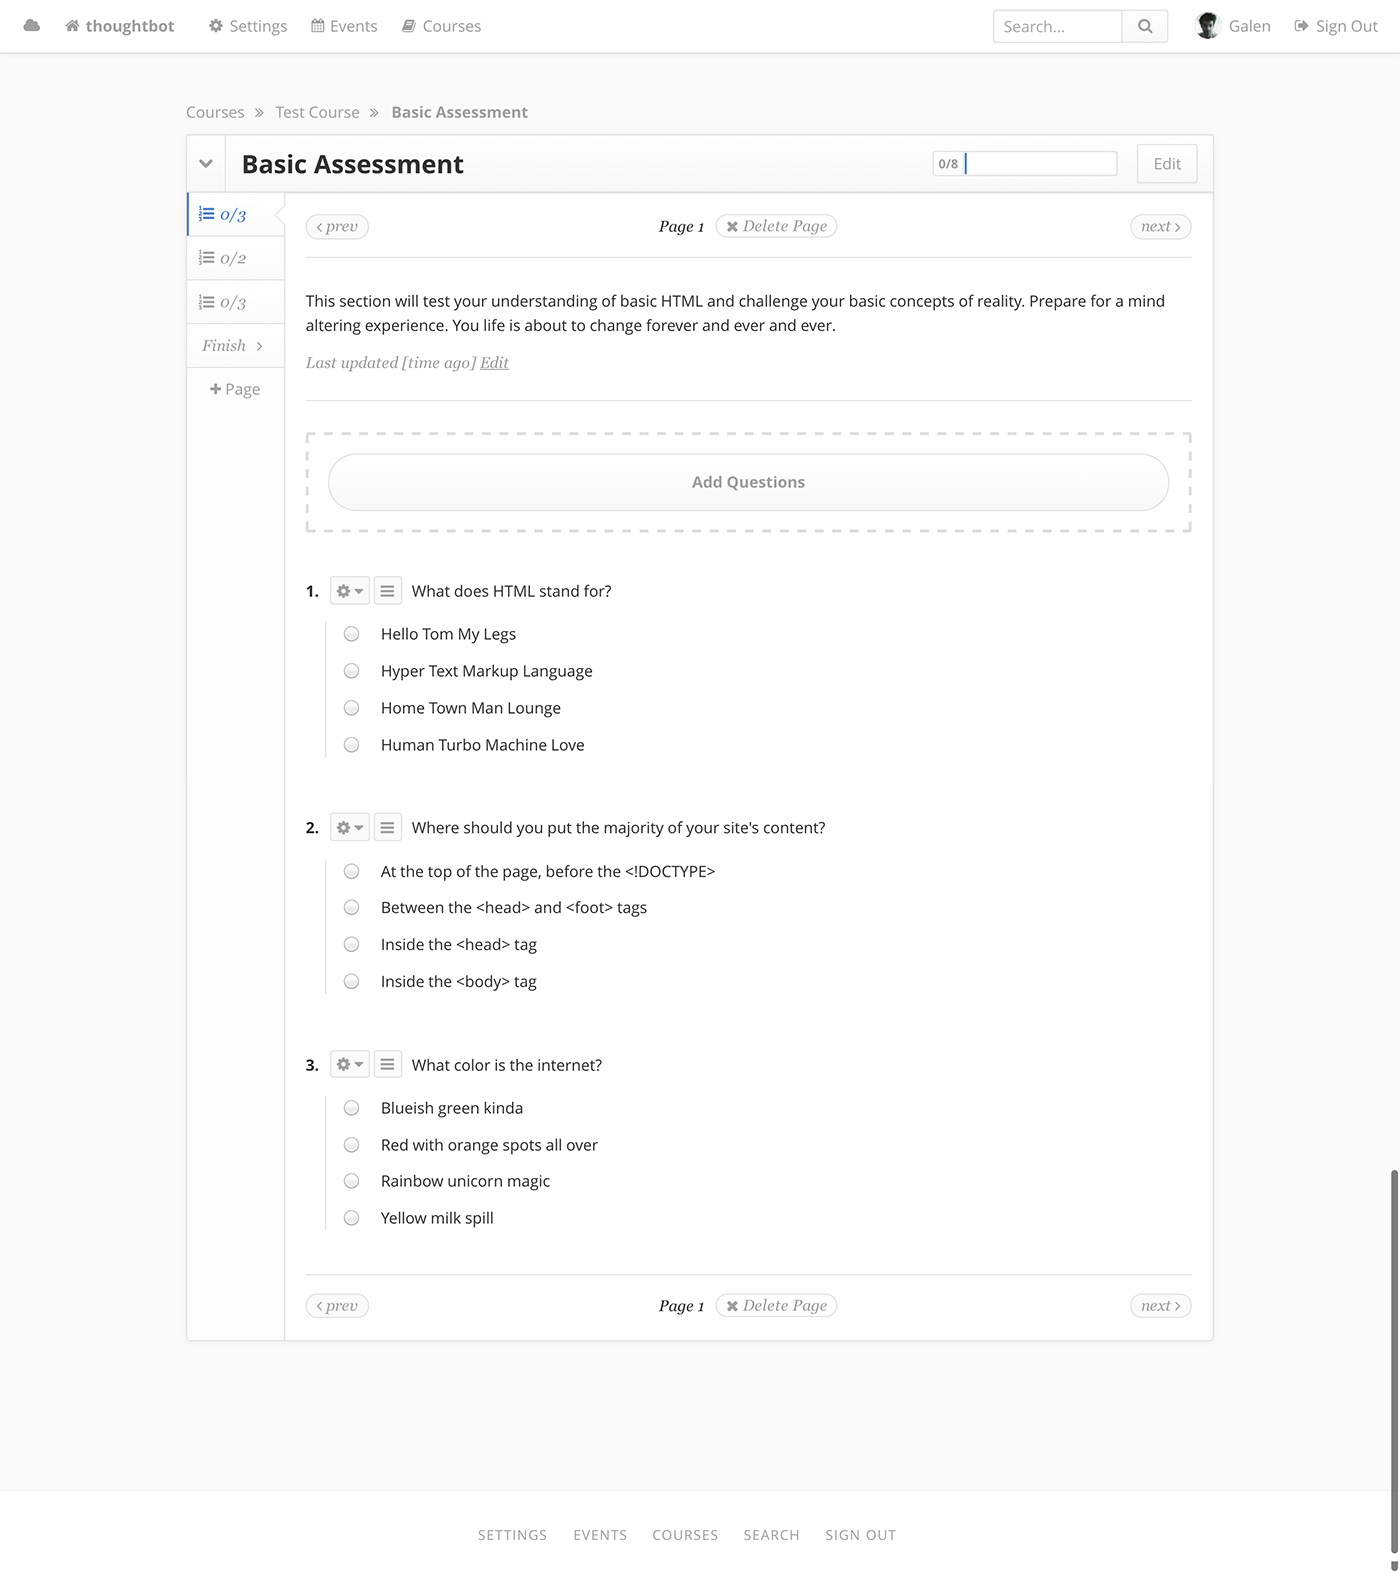 thoughtbot Settings Events Courses Search... Galen Sign Out
Courses » Test Course » Basic Assessment
Basic Assessment 0/8 Edit
0/3
0/2
0/3
Finish >
+ Page
‹ prev Page 1 ✖ Delete Page next ›
This section will test your understanding of basic HTML and challenge your basic concepts of reality. Prepare for a mind
altering experience. You life is about to change forever and ever and ever.
Last updated [time ago] Edit
Add Questions
1. What does HTML stand for?
Hello Tom My Legs
Hyper Text Markup Language
Home Town Man Lounge
Human Turbo Machine Love
2. Where should you put the majority of your site's content?
At the top of the page, before the <!DOCTYPE>
Between the <head> and <foot> tags
Inside the <head> tag
Inside the <body> tag
3. What color is the internet?
Blueish green kinda
Red with orange spots all over
Rainbow unicorn magic
Yellow milk spill
‹ prev Page 1 ✖ Delete Page next ›
SETTINGS EVENTS COURSES SEARCH SIGN OUT